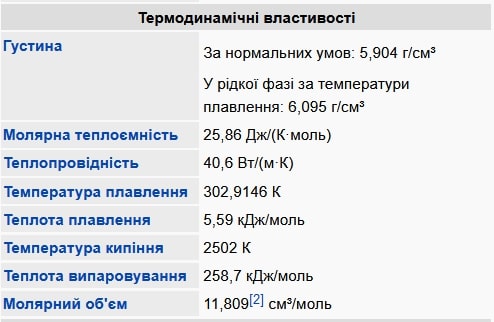 Термодинамічні властивості
Густина
За нормальних умов: 5,904 г/см³
У рідкої фазі за температури
плавлення: 6,095 г/см³
Молярна теплоємність 25,86 Дж/(К·моль)
Теплопровідність 40,6 Вт/(м·К)
Температура плавлення 302,9146 К
Теплота плавлення 5,59 кДж/моль
Температура кипіння 2502 К
Теплота випаровування 258,7 кДж/моль
Молярний об'єм 11,809[2] см³/моль